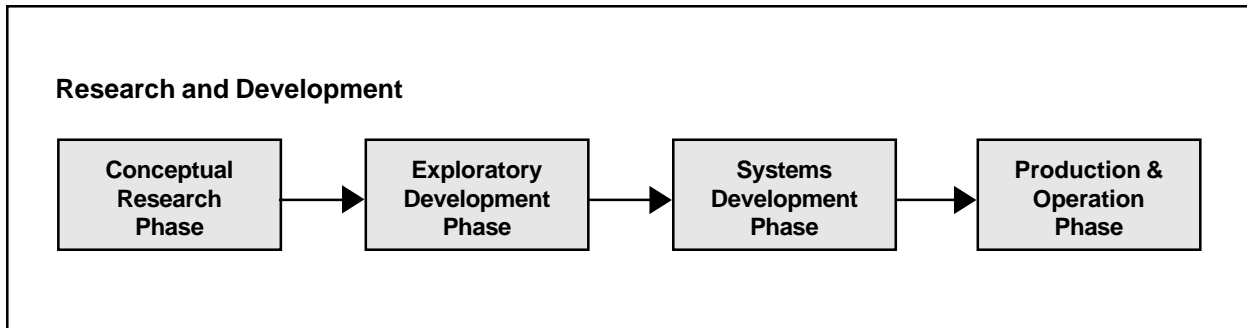 Research and Development
Conceptual
Research
Phase
Exploratory
Development
Phase
Systems
Development
Phase
Production &
Operation
Phase